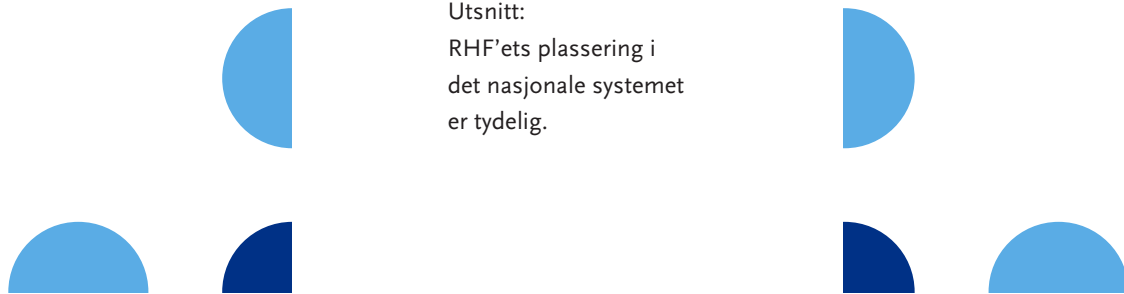 Utsnitt:
RHF’ets plassering i
det nasjonale systemet
er tydelig.